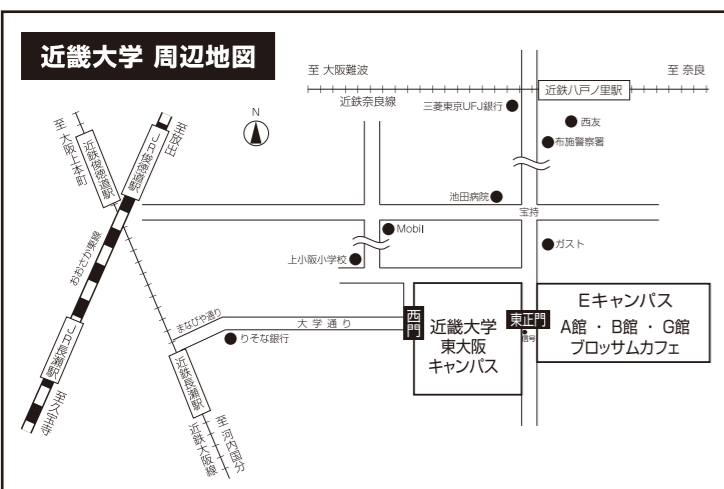 近畿大学 周辺地図
至 大阪難波
至 奈良
近鉄奈良線
三菱東京UFJ銀行
近鉄八戸ノ里駅
西友
布施警察署
N
至 大阪上本町
近鉄俊徳道駅
JR俊徳道駅
至放出
池田病院
宝持
Mobil
上小阪小学校
ガスト
おおさか東線
まなびや通り
大学通り
りそな銀行
西門
近畿大学
東大阪
キャンパス
東正門
信号
Eキャンパス
A館・B館・G館
ブロッサムカフェ
JR長瀬駅
至久宝寺
近鉄長瀬駅
近鉄大阪線
至 河内国分